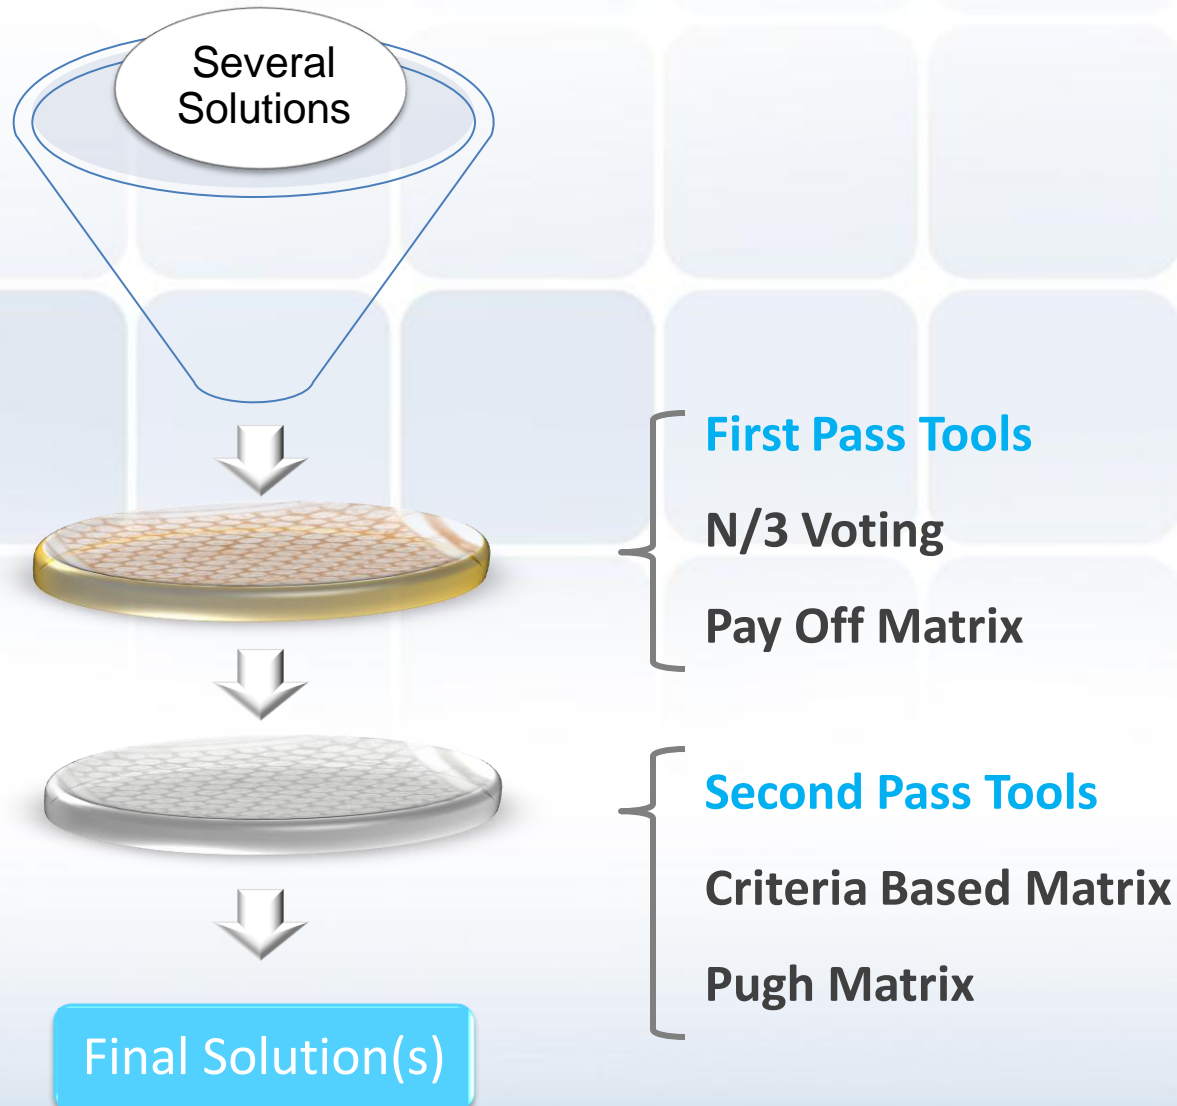 Several
Solutions
First Pass Tools
N/3 Voting
Pay Off Matrix
Second Pass Tools
Criteria Based Matrix
Pugh Matrix
Final Solution(s)